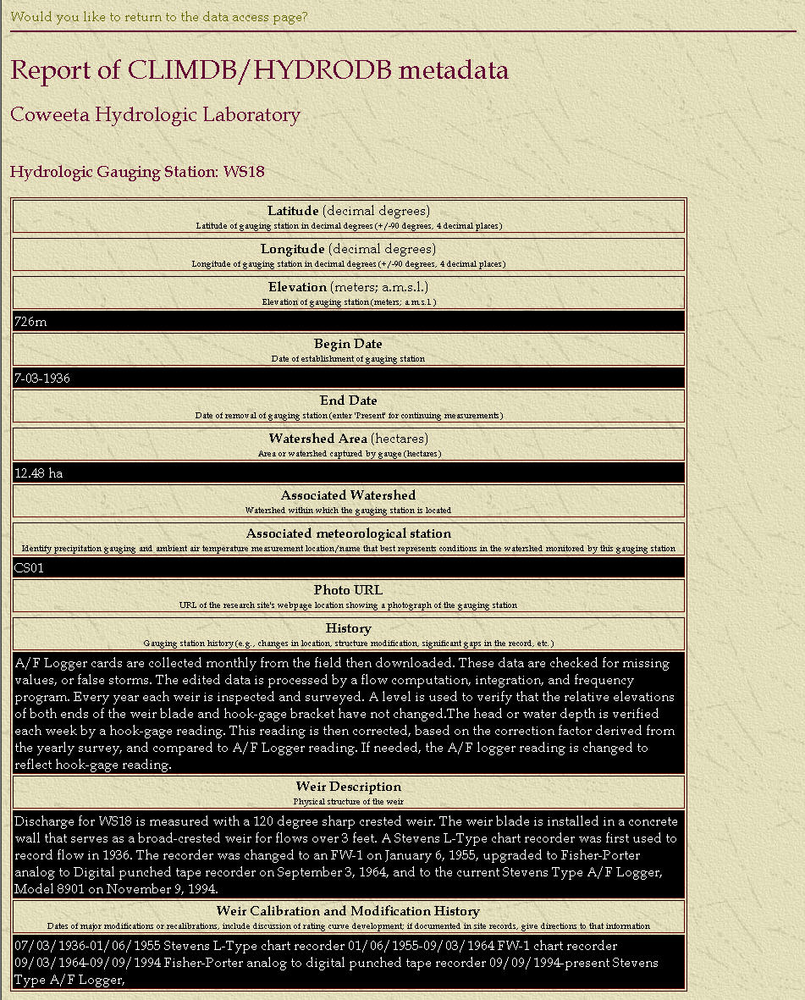 Would you like to return to the data access page?
Report of CLIMDB/HYDRODB metadata
Coweeta Hydrologic Laboratory
Hydrologic Gauging Station: WS18
Latitude (decimal degrees)
Latitude of gauging station in decimal degrees (+/-90 degrees, 4 decimal places)
Longitude (decimal degrees)
Longitude of gauging station in decimal degrees (+/-90 degrees, 4 decimal places)
Elevation (meters; a.m.s.l.)
Elevation of gauging station (meters; a.m.s.l.)
726m
Begin Date
Date of establishment of gauging station
7-03-1936
End Date
Date of removal of gauging station (enter 'Present' for continuing measurements)
Watershed Area (hectares)
Area or watershed captured by gauge (hectares)
12.48 ha
Associated Watershed
Watershed within which the gauging station is located
Associated meteorological station
Identify precipitation gauging and ambient air temperature measurement location/name that best represents conditions in the watershed monitored by this gauging station
CS01
Photo URL
URL of the research site's webpage location showing a photograph of the gauging station
History
Gauging station history (e.g., changes in location, structure modification, significant gaps in the record, etc.)
A/F Logger cards are collected monthly from the field then downloaded. These data are checked for missing
values, or false storms. The edited data is processed by a flow computation, integration, and frequency
program. Every year each weir is inspected and surveyed. A level is used to verify that the relative elevations
of both ends of the weir blade and hook-gage bracket have not changed.The head or water depth is verified
each week by a hook-gage reading. This reading is then corrected, based on the correction factor derived from
the yearly survey, and compared to A/F Logger reading. If needed, the A/F logger reading is changed to
reflect hook-gage reading.
Weir Description
Physical structure of the weir
Discharge for WS18 is measured with a 120 degree sharp crested weir. The weir blade is installed in a concrete
wall that serves as a broad-crested weir for flows over 3 feet. A Stevens L-Type chart recorder was first used to
record flow in 1936. The recorder was changed to an FW-1 on January 6, 1955, upgraded to Fisher-Porter
analog to Digital punched tape recorder on September 3, 1964, and to the current Stevens Type A/F Logger,
Model 8901 on November 9, 1994.
Weir Calibration and Modification History
Dates of major modifications or recalibrations, include discussion of rating curve development; if documented in site records, give directions to that information
07/03/1936-01/06/1955 Stevens L-Type chart recorder 01/06/1955-09/03/1964 FW-1 chart recorder
09/03/1964-09/09/1994 Fisher-Porter analog to digital punched tape recorder 09/09/1994-present Stevens
Type A/F Logger,